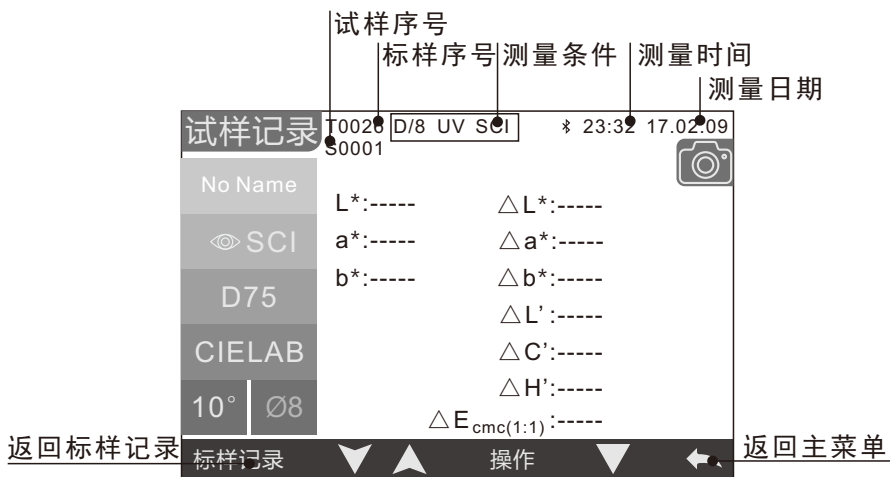 试样序号
标样序号 测量条件 测量时间
测量日期
试样记录 T0026 D/8 UV SCI 23:32 17.02.09
S0001
No Name
L*:----- △L*:-----
SCI a*:----- △a*:-----
b*:----- △b*:-----
D75
△L':-----
CIELAB △C':-----
△H':-----
10° Ø8
△E cmc(1:1):-----
返回标样记录 标样记录 操作 返回主菜单